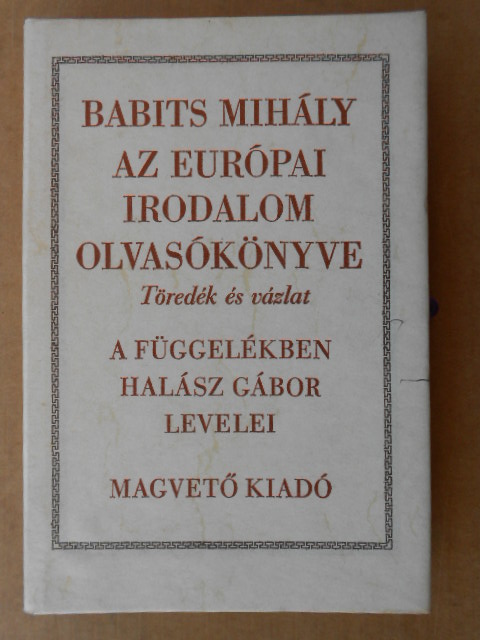 BABITS MIHÁLY
AZ EURÓPAI
IRODALOM
OLVASÓKÖNYVE
Töredék és vázlat
A FÜGGELÉKBEN
HALÁSZ GÁBOR
LEVELEI
MAGVETŐ KIADÓ